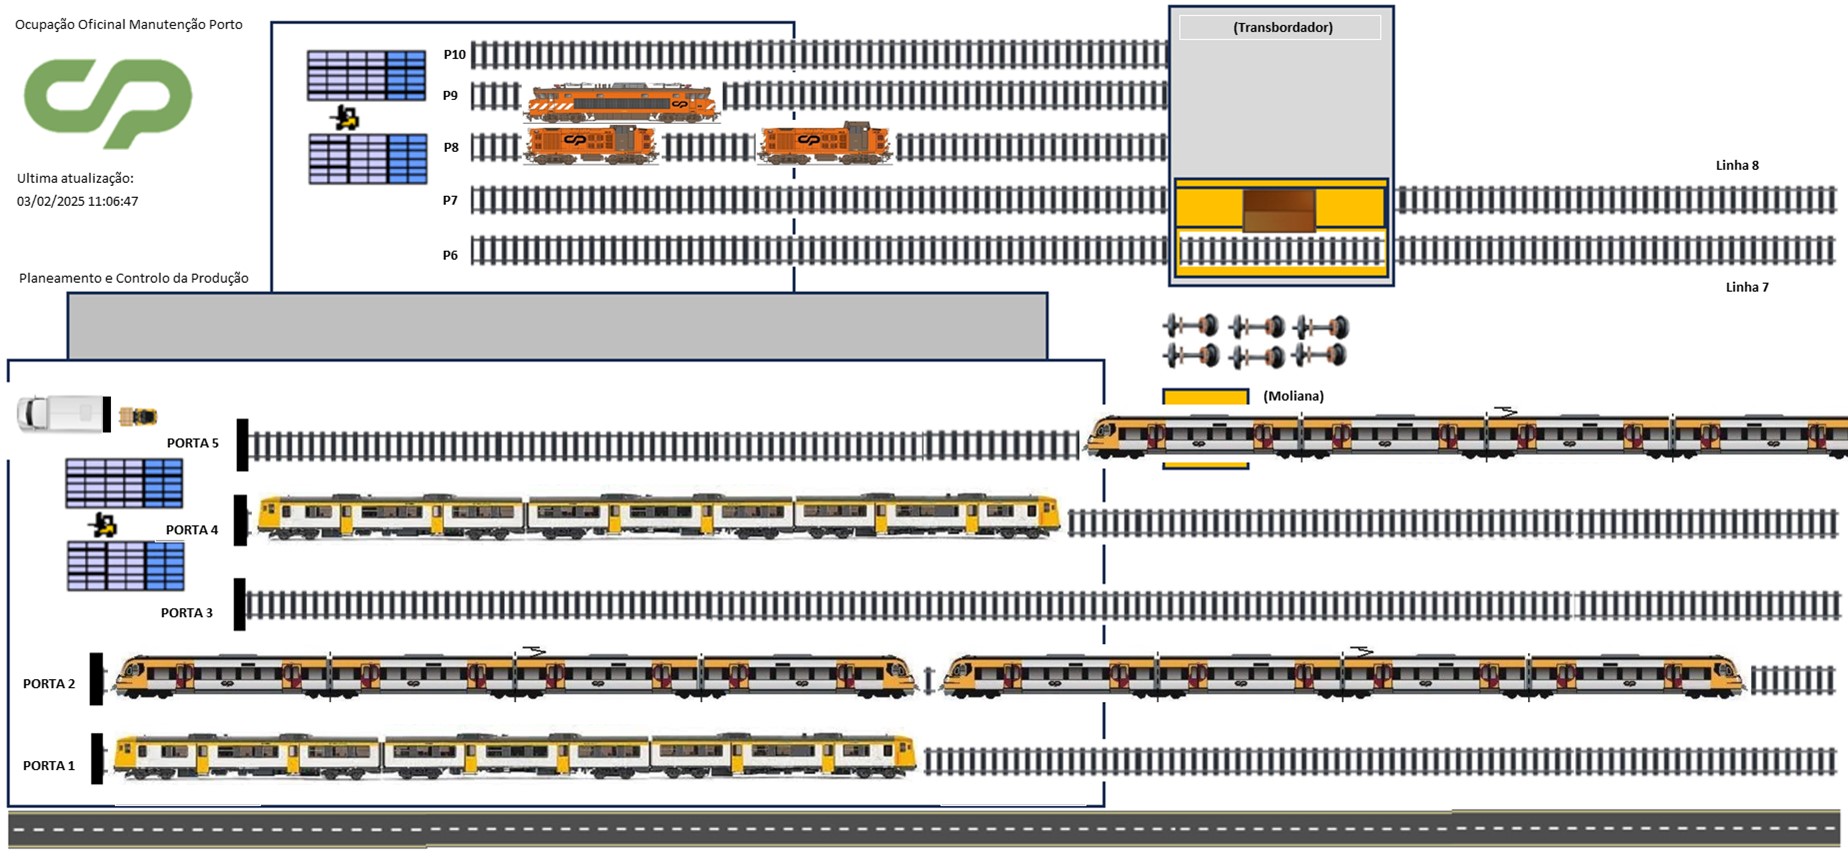 Ocupação Oficinal Manutenção Porto
CP
Ultima atualização:
03/02/2025 11:06:47
Planeamento e Controlo da Produção
P10
P9
P8
P7
P6
(Transbordador)
Linha 8
Linha 7
(Moliana)
PORTA 5
PORTA 4
PORTA 3
PORTA 2
PORTA 1